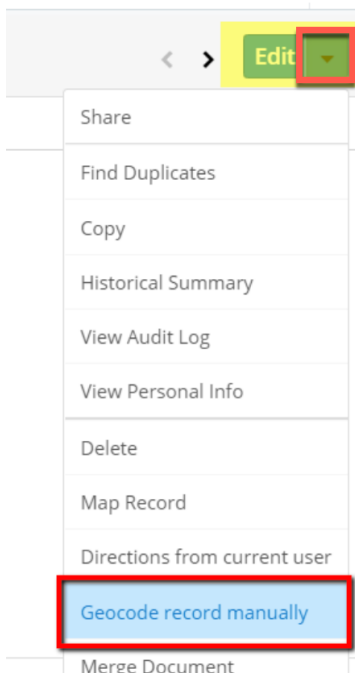 Edit
Share
Find Duplicates
Copy
Historical Summary
View Audit Log
View Personal Info
Delete
Map Record
Directions from current user
Geocode record manually
Merge Document